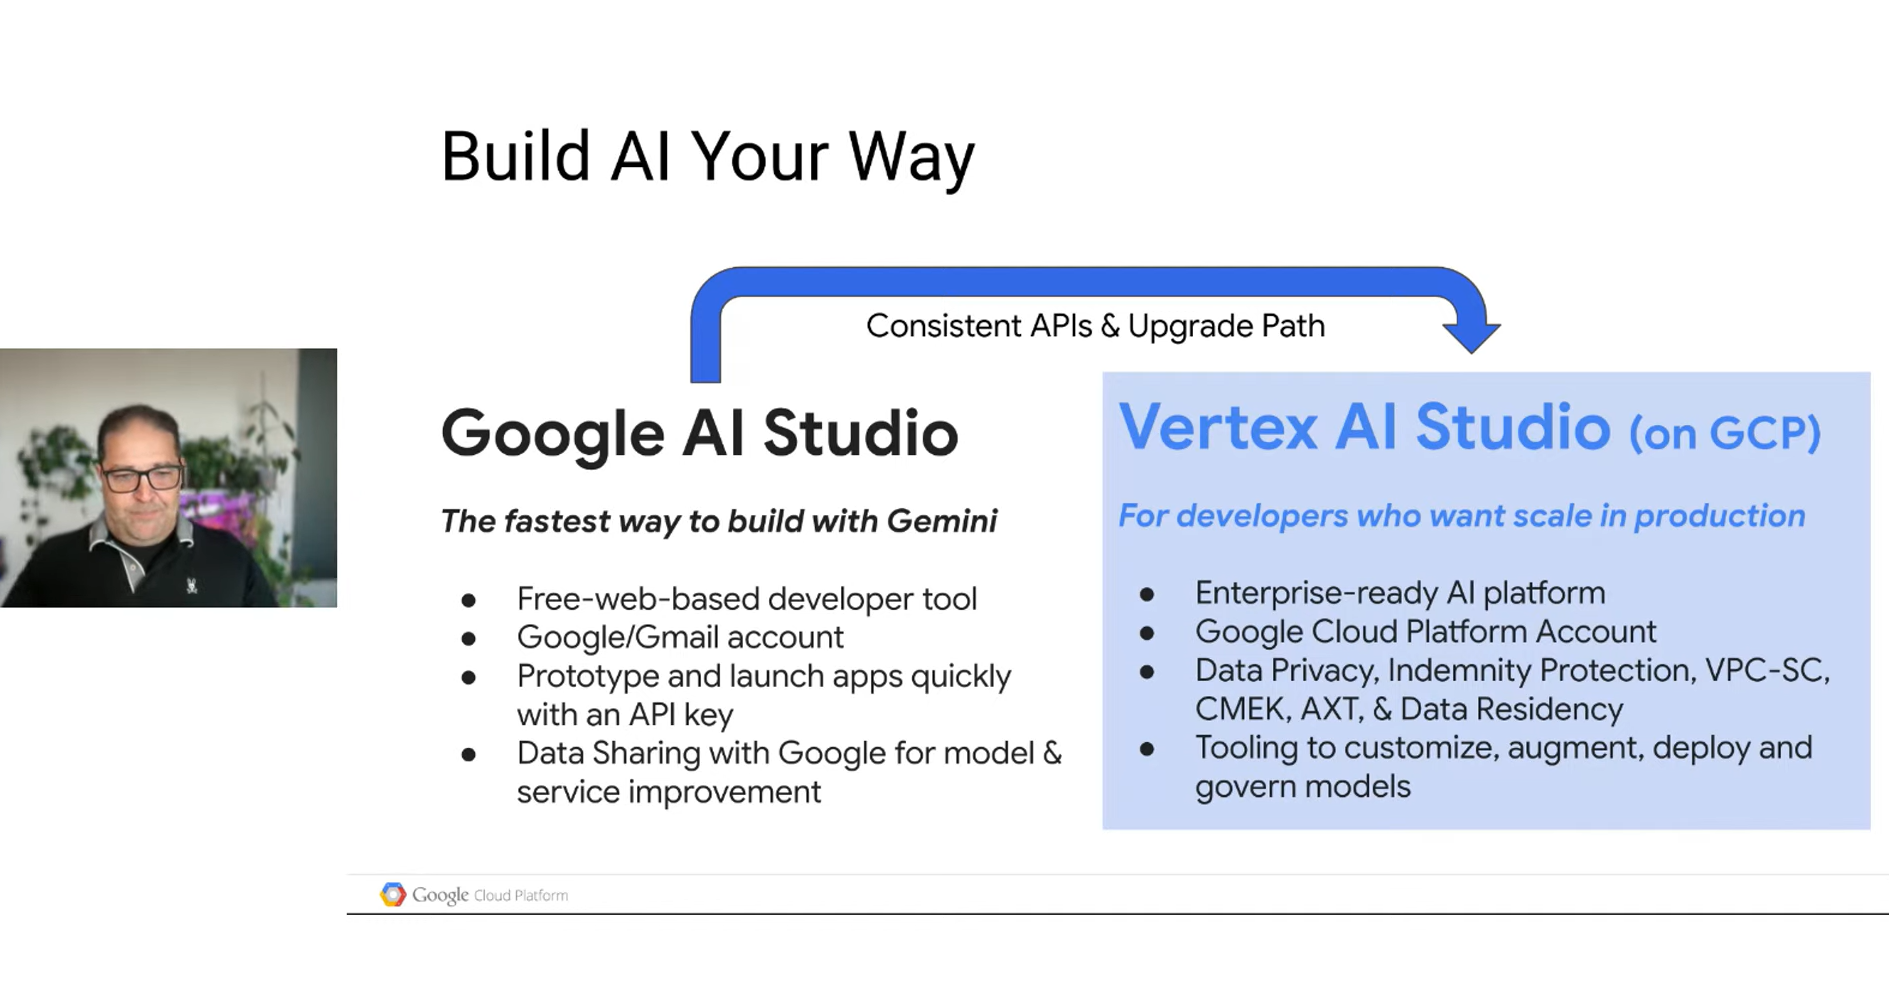 Build AI Your Way
Consistent APIs & Upgrade Path
Google AI Studio
The fastest way to build with Gemini
● Free-web-based developer tool
● Google/Gmail account
● Prototype and launch apps quickly
with an API key
● Data Sharing with Google for model &
service improvement
Vertex AI Studio (on GCP)
For developers who want scale in production
● Enterprise-ready AI platform
● Google Cloud Platform Account
● Data Privacy, Indemnity Protection, VPC-SC,
CMEK, AXT, & Data Residency
● Tooling to customize, augment, deploy and
govern models
Google Cloud Platform